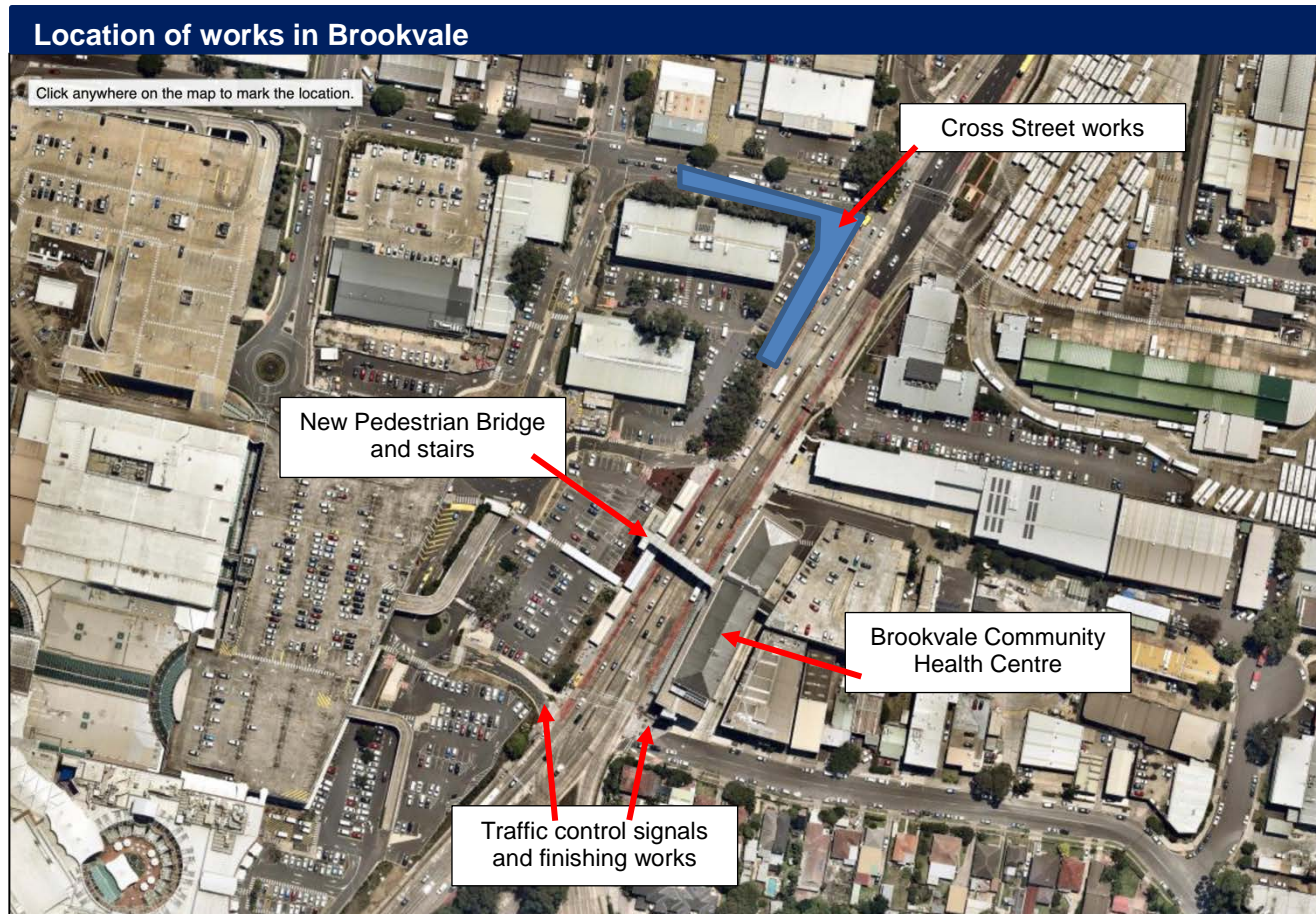 Location of works in Brookvale
Click anywhere on the map to mark the location.
Cross Street works
New Pedestrian Bridge
and stairs
Brookvale Community
Health Centre
Traffic control signals
and finishing works